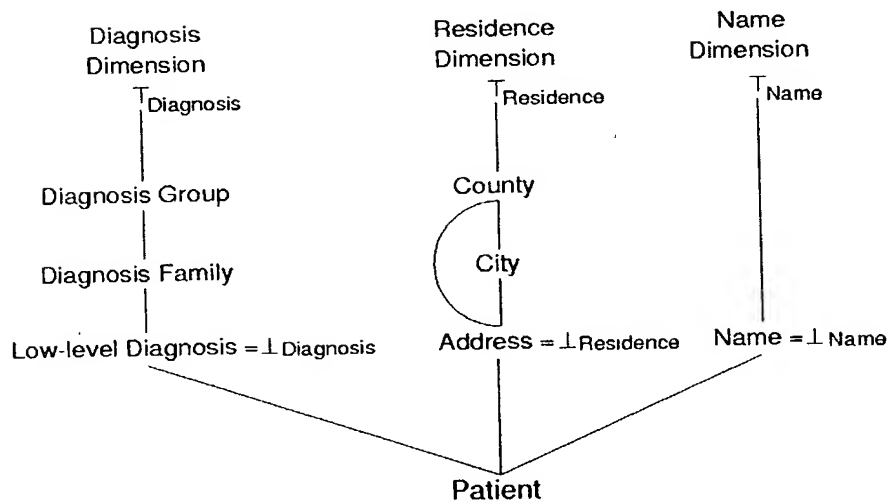 Diagnosis
Dimension
⊤Diagnosis
Diagnosis Group
Diagnosis Family
Low-level Diagnosis = ⊥Diagnosis
Residence
Dimension
⊤Residence
County
City
Address = ⊥Residence
Name
Dimension
⊤Name
Name = ⊥Name
Patient